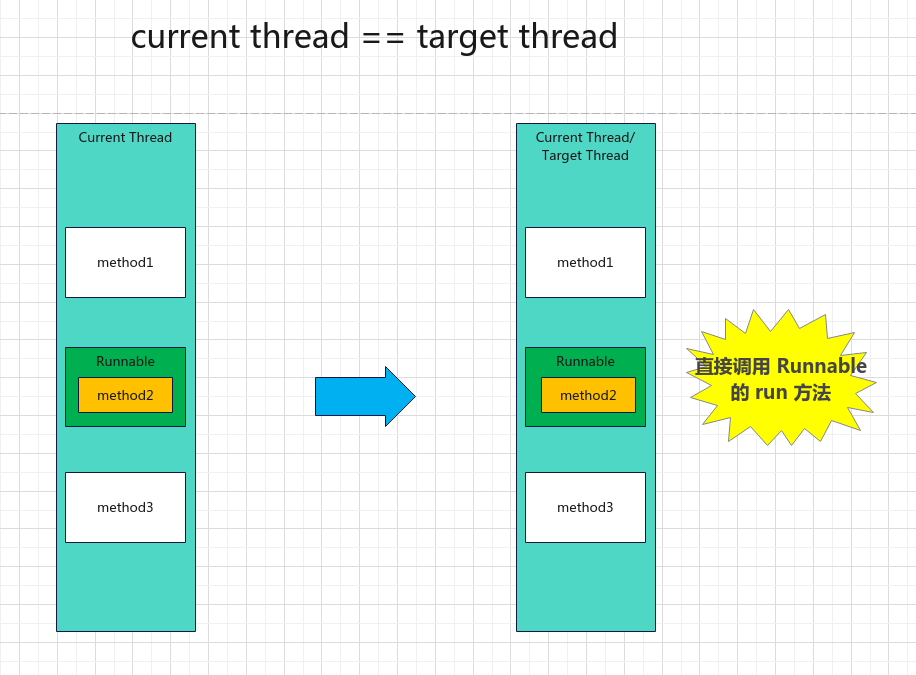 current thread == target thread
Current Thread
method1
Runnable
method2
method3
Current Thread/
Target Thread
method1
Runnable
method2
method3
直接调用 Runnable
的 run 方法